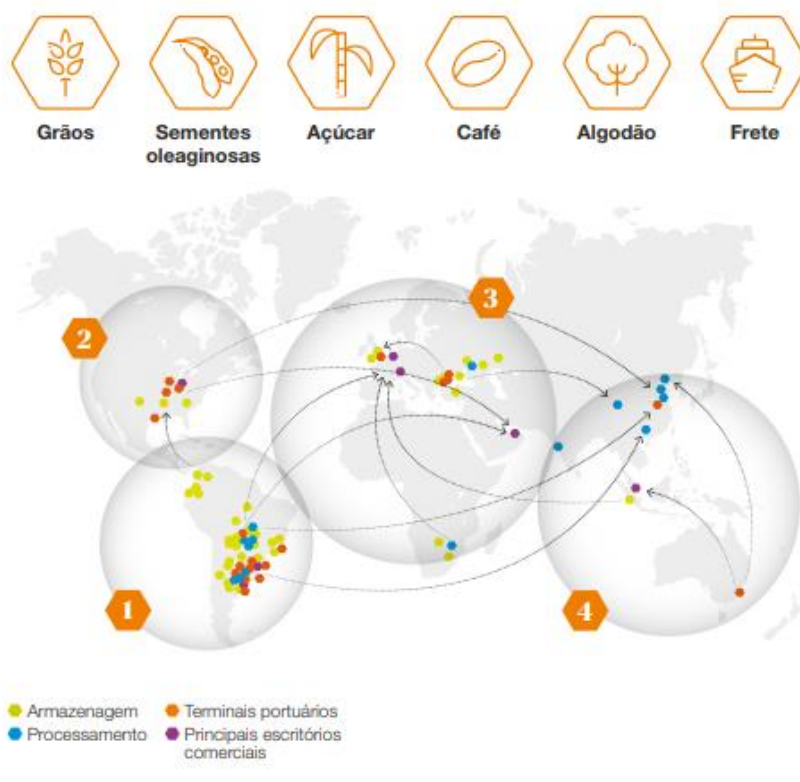 Grãos
Sementes
oleaginosas
Açúcar
Café
Algodão
Frete
3
2
1
4
Armazenagem
Terminais portuários
Processamento
Principais escritórios
comerciais